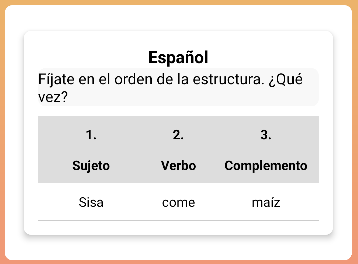 Español
Fíjate en el orden de la estructura. ¿Qué
vez?
1. 2. 3.
Sujeto Verbo Complemento
Sisa come maíz